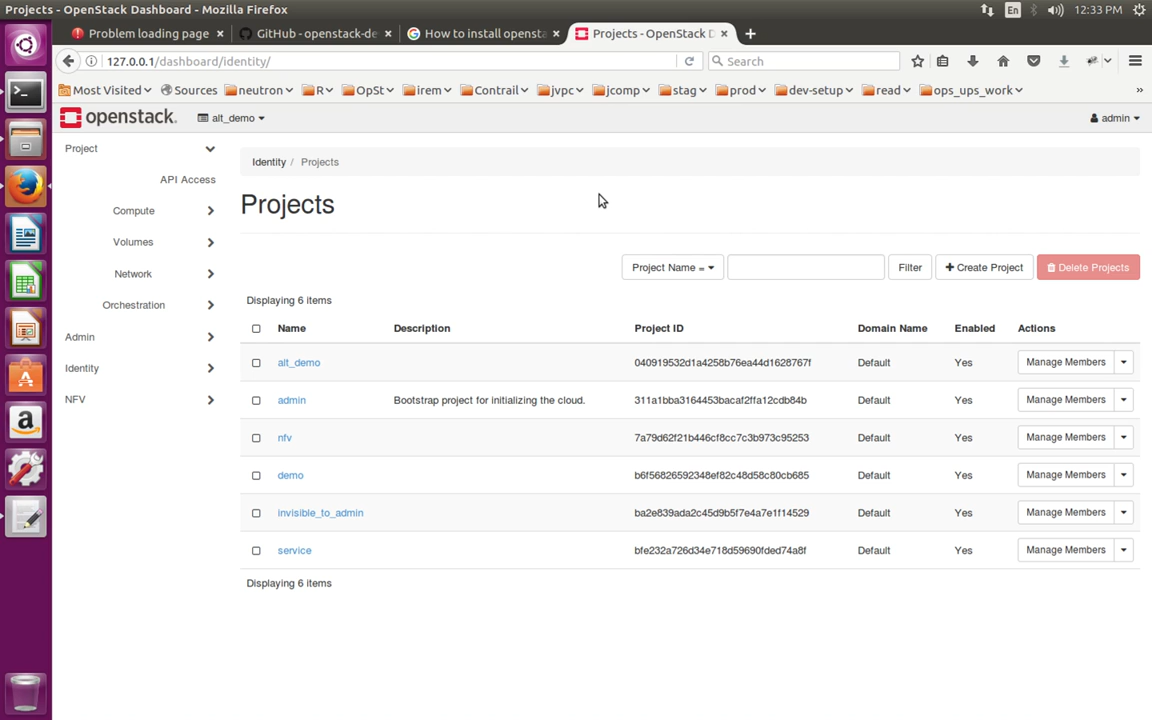 Projects - OpenStack Dashboard - Mozilla Firefox
En
12:33 PM
Problem loading page
GitHub - openstack-de
How to install openst
Projects - OpenStack D
127.0.0.1/dashboard/identity/
Search
Most Visited
Sources
neutron
R
OpSt
irem
Contrail
jvpc
jcomp
stag
prod
dev-setup
read
ops_ups_work
»
openstack.
alt_demo
admin
Project
API Access
Compute
Volumes
Network
Orchestration
Admin
Identity
NFV
Identity / Projects
Projects
Project Name =
Filter
+ Create Project
Delete Projects
Displaying 6 items
Name Description Project ID Domain Name Enabled Actions
alt_demo 040919532d1a4258b76ea44d1628767f Default Yes Manage Members
admin Bootstrap project for initializing the cloud. 311a1bba3164453bacaf2ffa12cdb84b Default Yes Manage Members
nfv 7a79d62f21b446cf8cc7c3b973c95253 Default Yes Manage Members
demo b6f56826592348ef82c48d58c80cb685 Default Yes Manage Members
invisible_to_admin ba2e839ada2c45d9b5f7e4a7e1f14529 Default Yes Manage Members
service bfe232a726d34e718d59690fded74a8f Default Yes Manage Members
Displaying 6 items